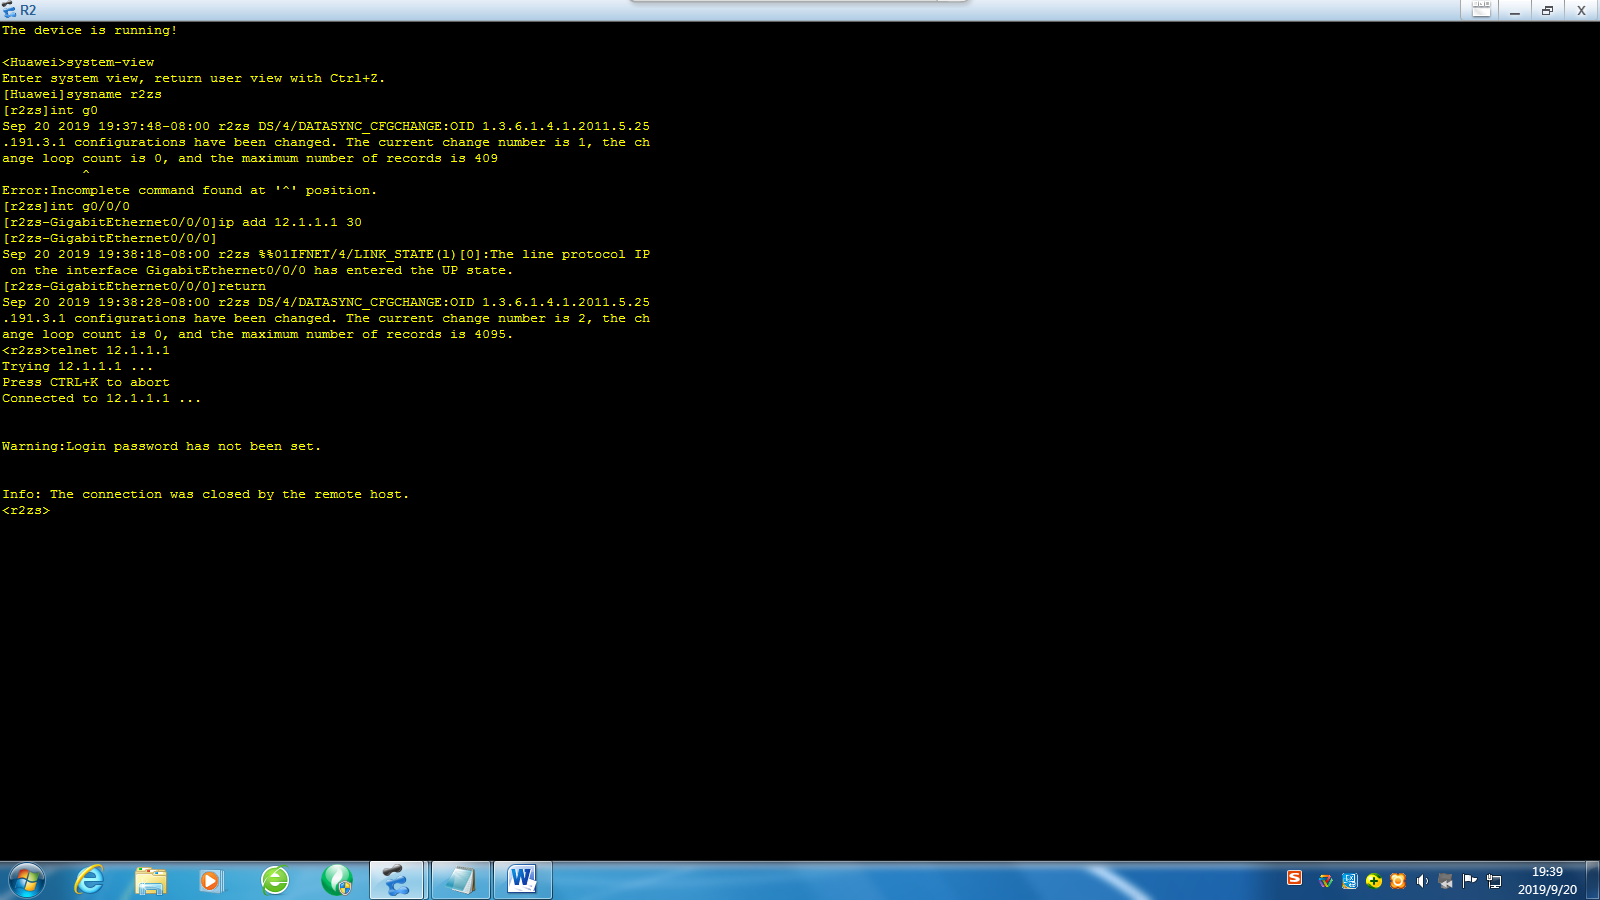 R2
The device is running!
<Huawei>system-view
Enter system view, return user view with Ctrl+Z.
[Huawei]sysname r2zs
[r2zs]int g0
Sep 20 2019 19:37:48-08:00 r2zs DS/4/DATASYNC_CFGCHANGE:OID 1.3.6.1.4.1.2011.5.25
.191.3.1 configurations have been changed. The current change number is 1, the ch
ange loop count is 0, and the maximum number of records is 409
^
Error:Incomplete command found at '^' position.
[r2zs]int g0/0/0
[r2zs-GigabitEthernet0/0/0]ip add 12.1.1.1 30
[r2zs-GigabitEthernet0/0/0]
Sep 20 2019 19:38:18-08:00 r2zs %%01IFNET/4/LINK_STATE(l)[0]:The line protocol IP
on the interface GigabitEthernet0/0/0 has entered the UP state.
[r2zs-GigabitEthernet0/0/0]return
Sep 20 2019 19:38:28-08:00 r2zs DS/4/DATASYNC_CFGCHANGE:OID 1.3.6.1.4.1.2011.5.25
.191.3.1 configurations have been changed. The current change number is 2, the ch
ange loop count is 0, and the maximum number of records is 4095.
<r2zs>telnet 12.1.1.1
Trying 12.1.1.1 ...
Press CTRL+K to abort
Connected to 12.1.1.1 ...
Warning:Login password has not been set.
Info: The connection was closed by the remote host.
<r2zs>
19:39
2019/9/20